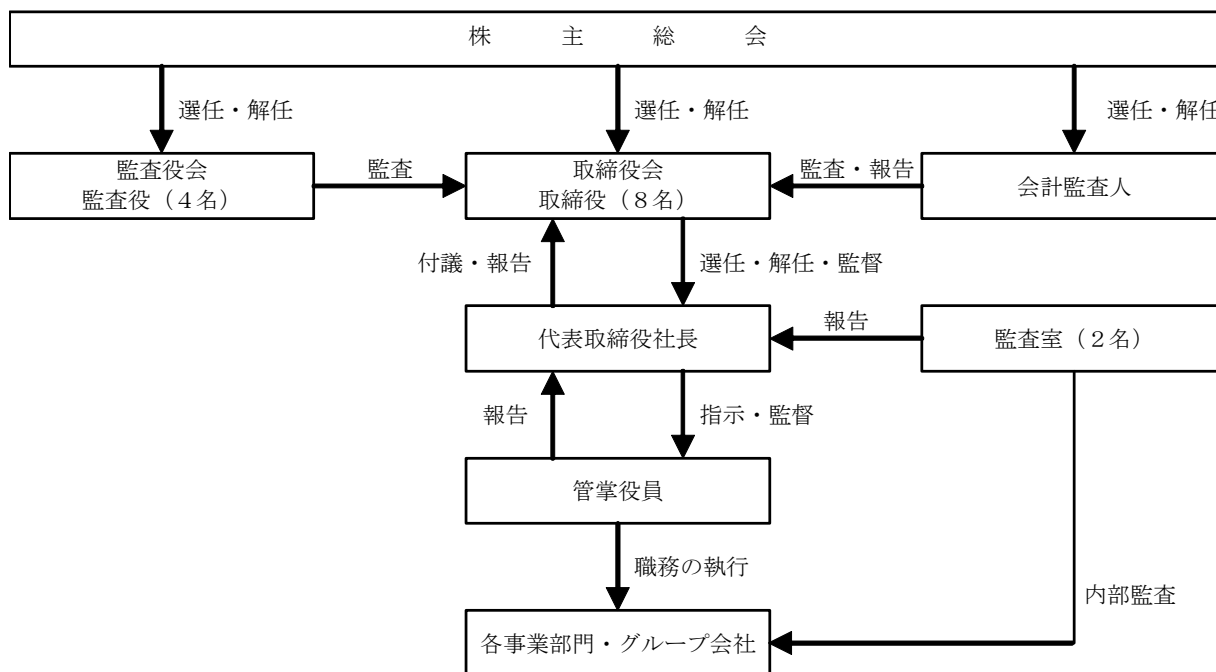 株主総会
選任・解任
選任・解任
選任・解任
監査役会
監査役（４名）
監査
取締役会
取締役（８名）
監査・報告
会計監査人
付議・報告
選任・解任・監督
代表取締役社長
報告
監査室（２名）
報告
指示・監督
管掌役員
職務の執行
内部監査
各事業部門・グループ会社